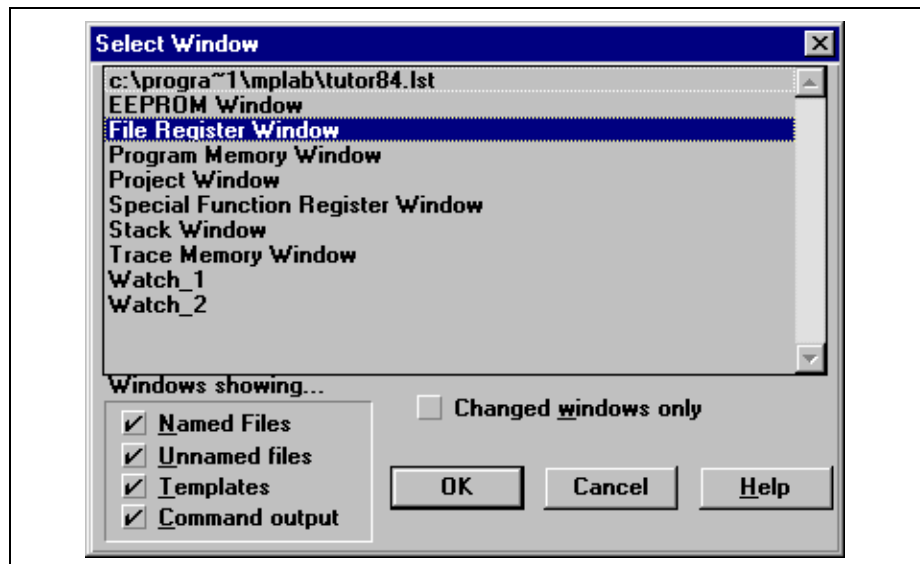 Select Window
c:\progra~1\mplab\tutor84.lst
EEPROM Window
File Register Window
Program Memory Window
Project Window
Special Function Register Window
Stack Window
Trace Memory Window
Watch_1
Watch_2
Windows showing...
Named Files
Unnamed files
Templates
Command output
Changed windows only
OK Cancel Help